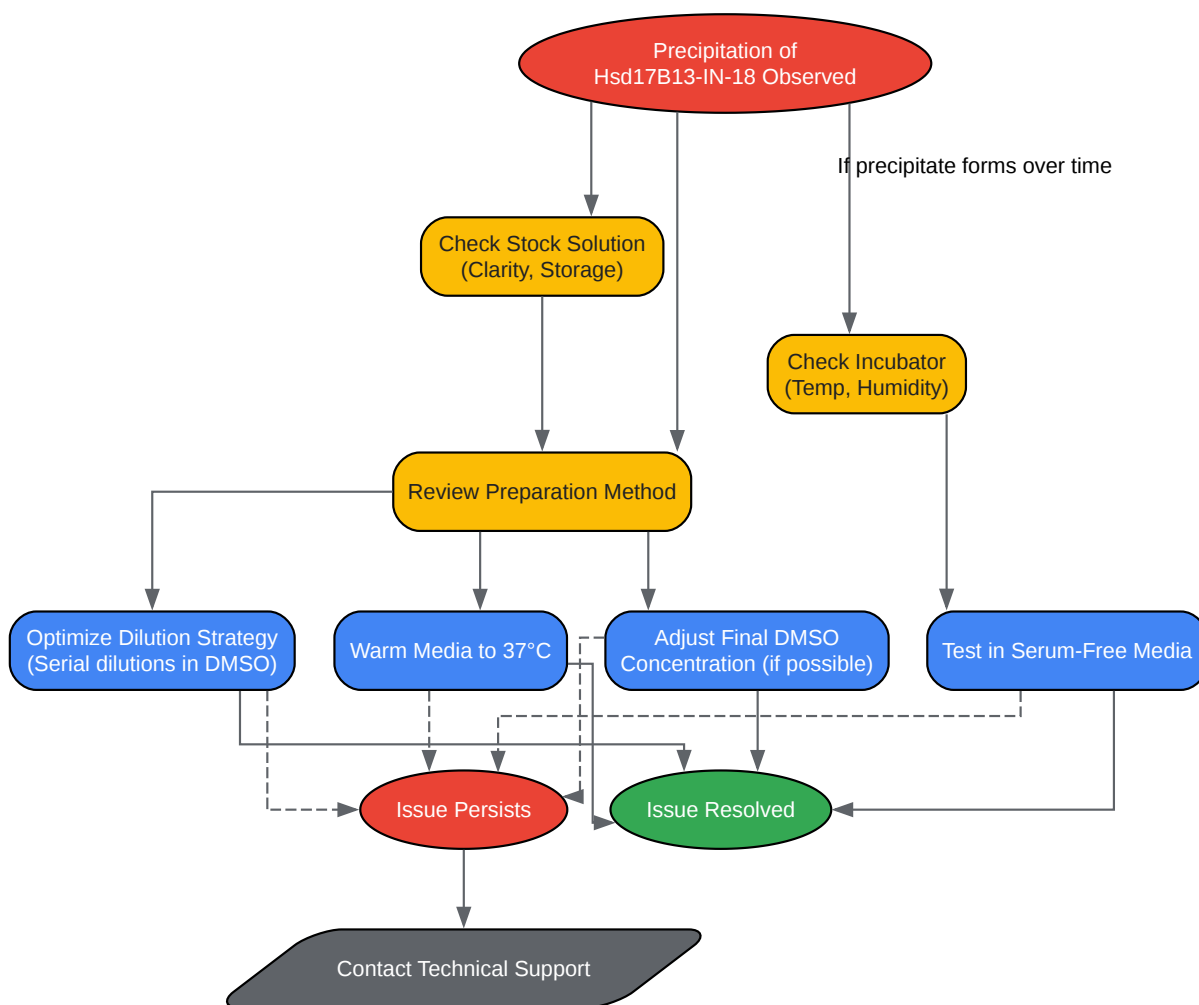 Precipitation of
Hsd17B13-IN-18 Observed
If precipitate forms over time
Check Stock Solution
(Clarity, Storage)
Check Incubator
(Temp, Humidity)
Review Preparation Method
Optimize Dilution Strategy
(Serial dilutions in DMSO)
Warm Media to 37°C
Adjust Final DMSO
Concentration (if possible)
Test in Serum-Free Media
Issue Persists
Issue Resolved
Contact Technical Support